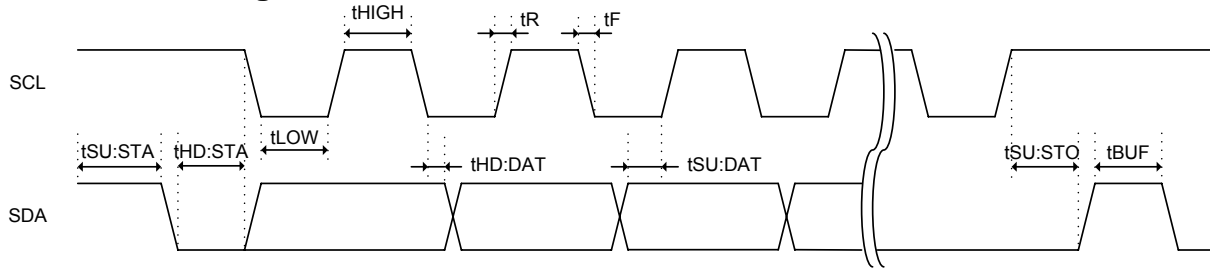 tHIGH tR tF
SCL
tSU:STA tHD:STA tLOW tHD:DAT tSU:DAT tSU:STO tBUF
SDA